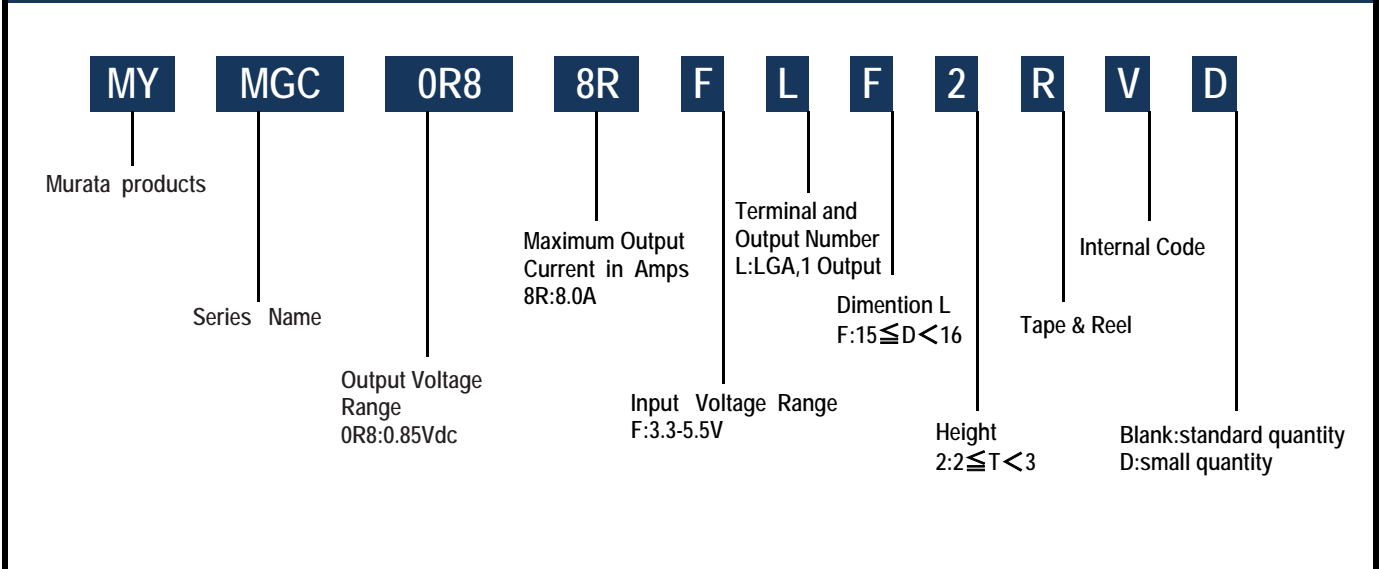 MY MGC 0R8 8R F L F 2 R V D
Murata products
Series Name
Output Voltage
Range
0R8:0.85Vdc
Maximum Output
Current in Amps
8R:8.0A
Input Voltage Range
F:3.3-5.5V
Terminal and
Output Number
L:LGA,1 Output
Dimention L
F:15≦D<16
Height
2:2≦T<3
Tape & Reel
Internal Code
Blank:standard quantity
D:small quantity